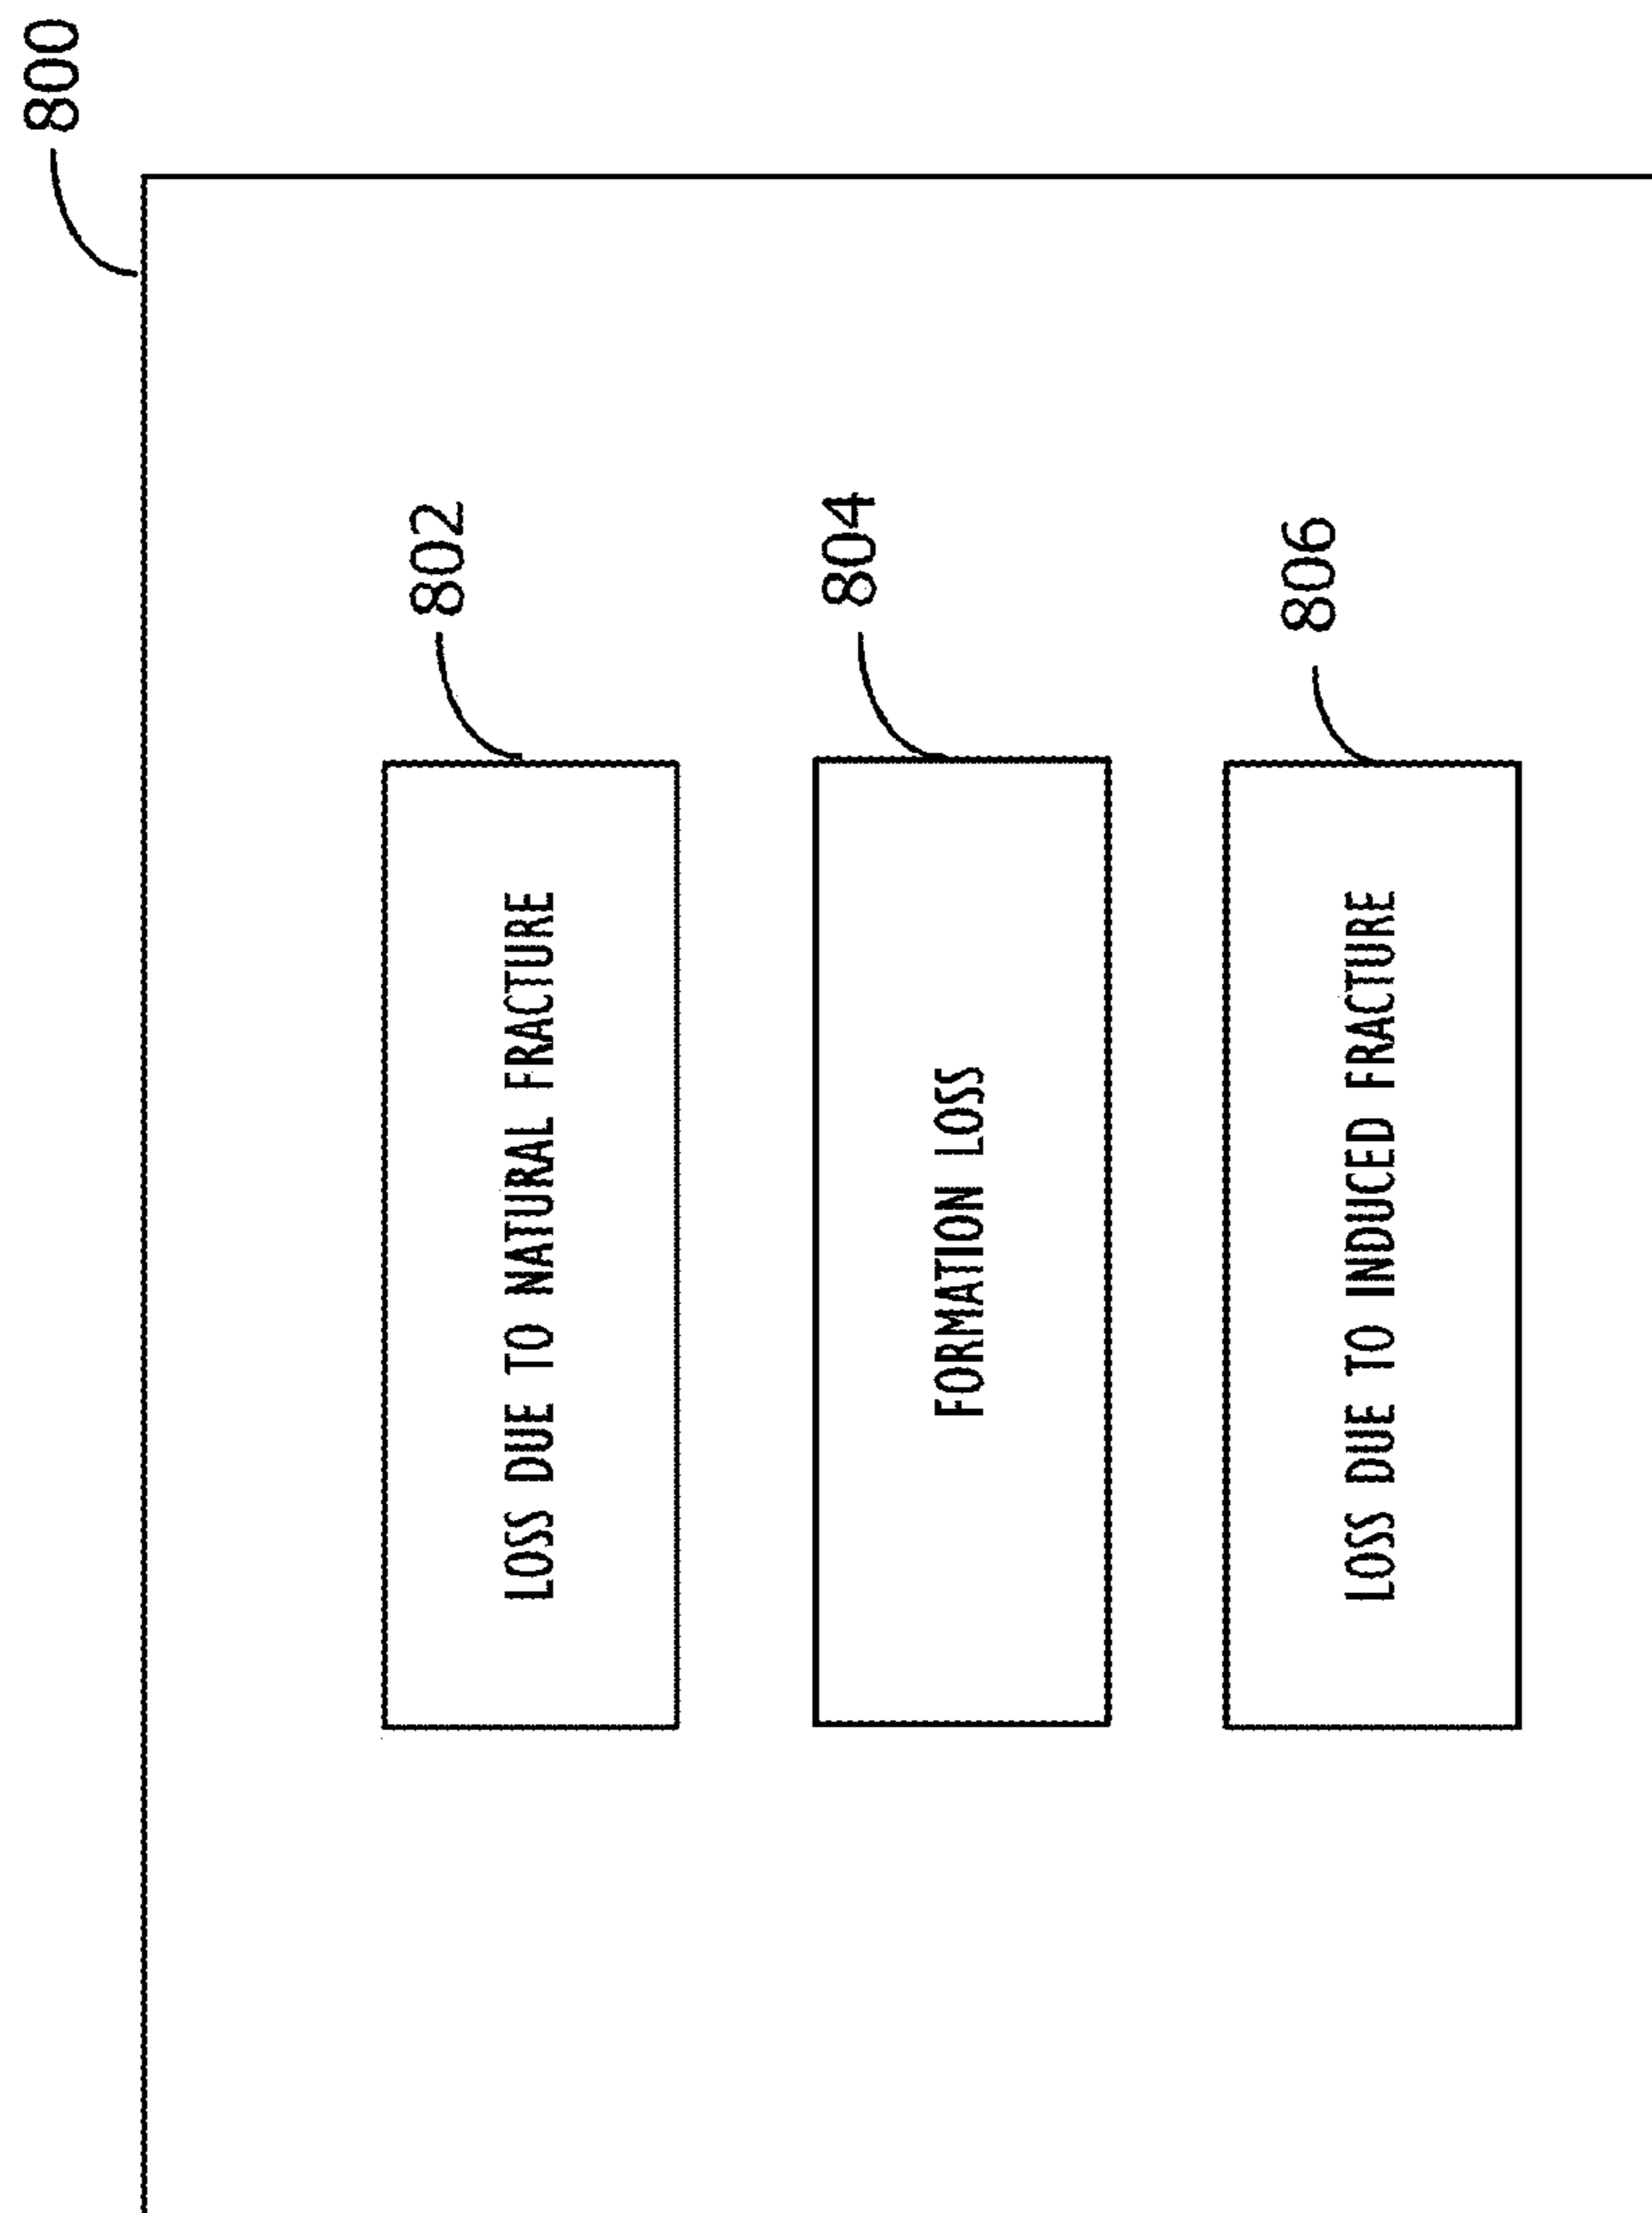 800
802
LOSS DUE TO NATURAL FRACTURE
804
FORMATION LOSS
806
LOSS DUE TO INDUCED FRACTURE